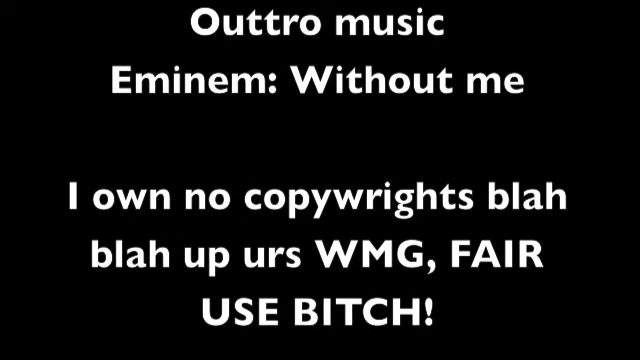 Outtro music
Eminem: Without me
I own no copywrights blah
blah up urs WMG, FAIR
USE BITCH!